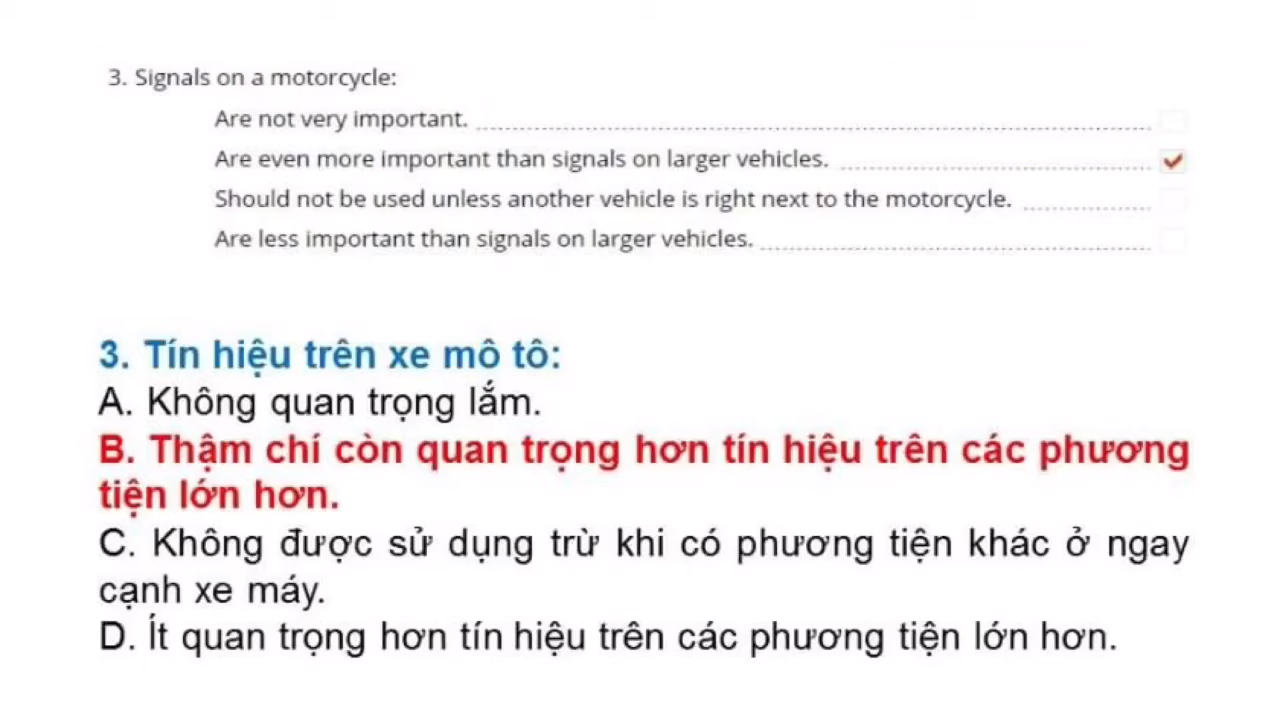 3. Signals on a motorcycle:
Are not very important.
Are even more important than signals on larger vehicles.
Should not be used unless another vehicle is right next to the motorcycle.
Are less important than signals on larger vehicles.
3. Tín hiệu trên xe mô tô:
A. Không quan trọng lắm.
B. Thậm chí còn quan trọng hơn tín hiệu trên các phương
tiện lớn hơn.
C. Không được sử dụng trừ khi có phương tiện khác ở ngay
cạnh xe máy.
D. Ít quan trọng hơn tín hiệu trên các phương tiện lớn hơn.